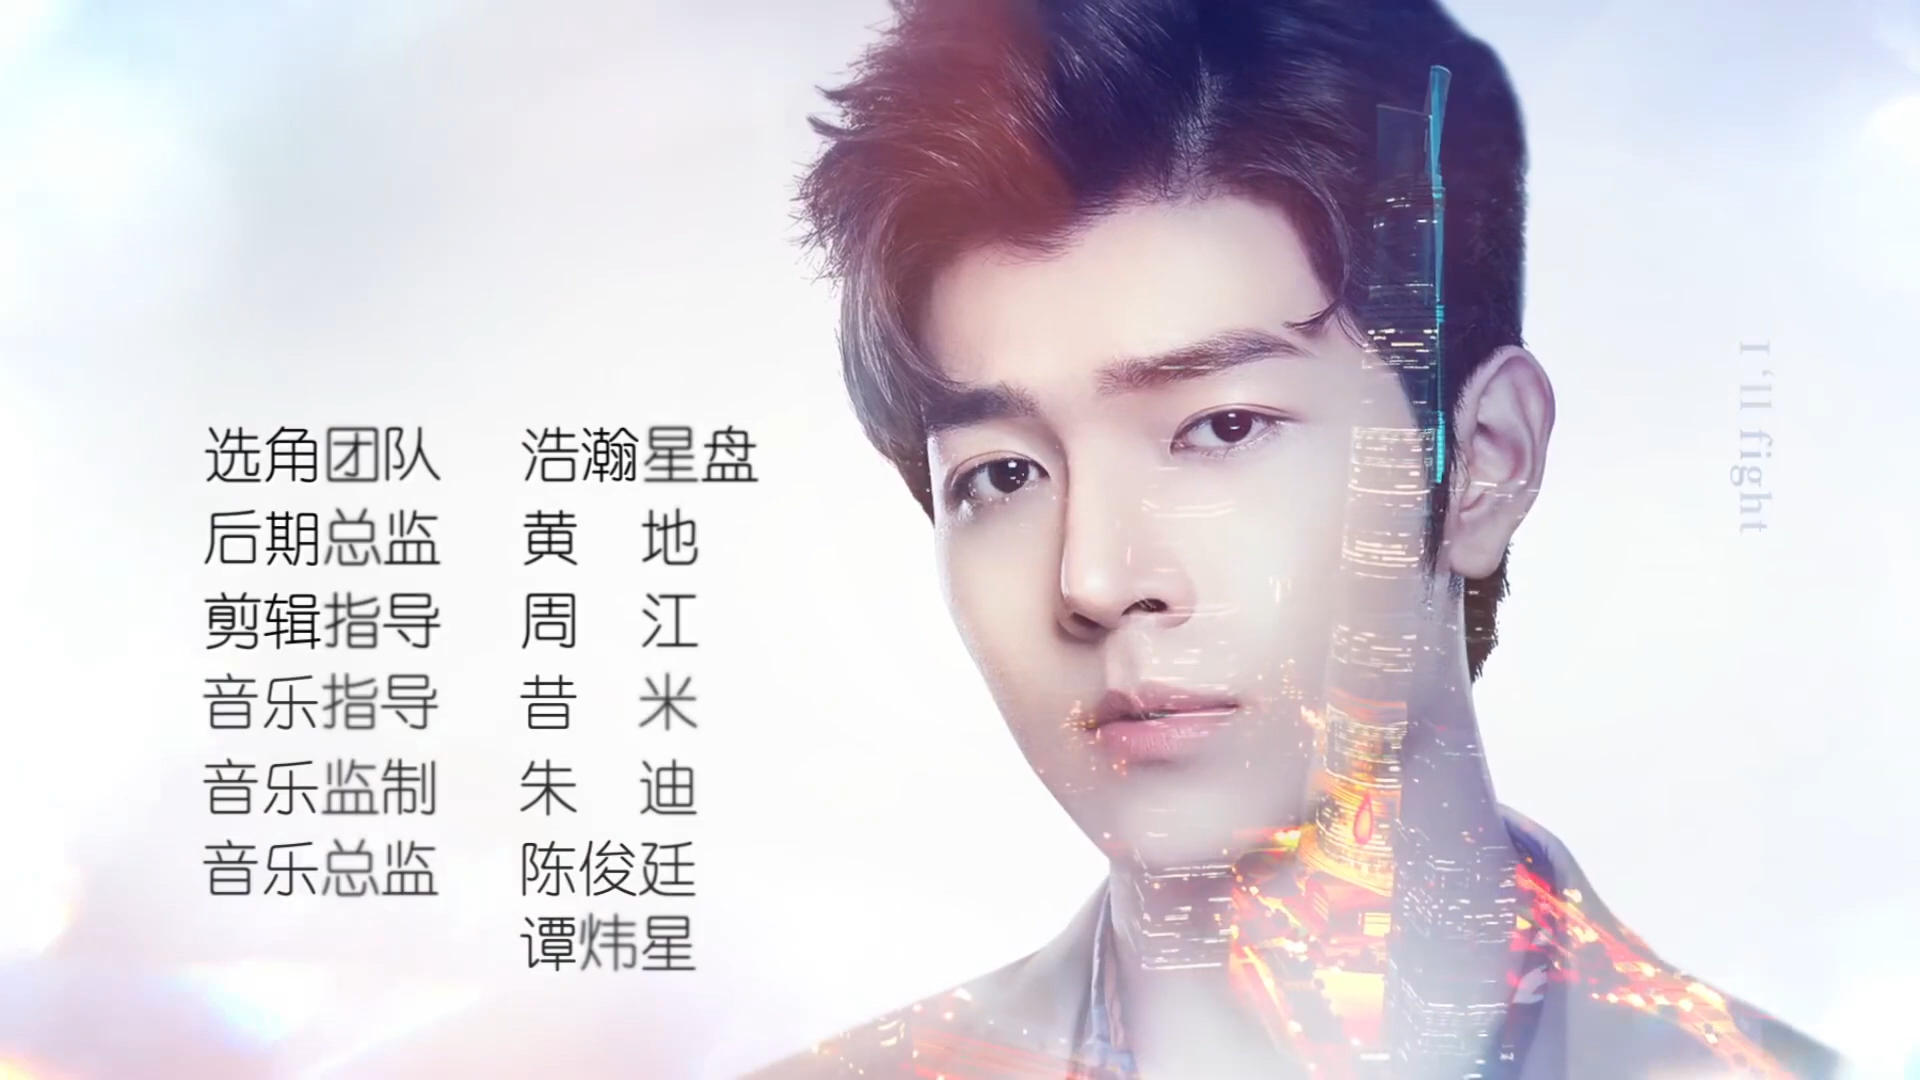 选角团队 浩瀚星盘
后期总监 黄 地
剪辑指导 周 江
音乐指导 昔 米
音乐监制 朱 迪
音乐总监 陈俊廷
谭炜星
I'll fight